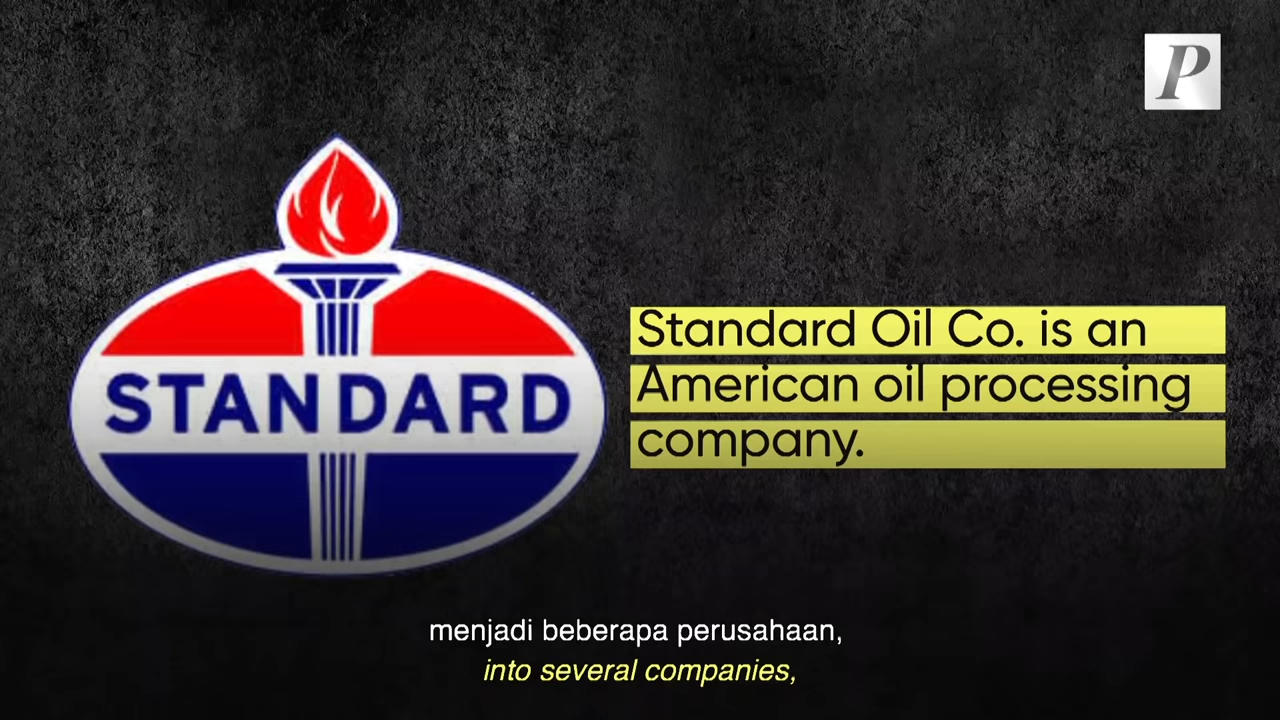 P
STANDARD
Standard Oil Co. is an
American oil processing
company.
menjadi beberapa perusahaan,
into several companies,